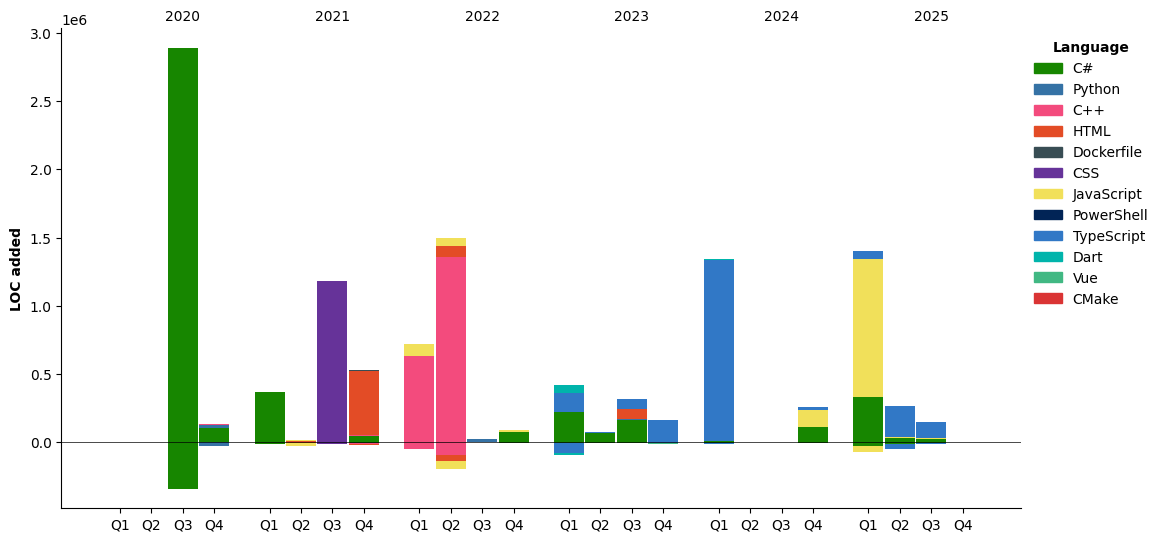 1e6
2020 2021 2022 2023 2024 2025
3.0
2.5
2.0
1.5
1.0
0.5
0.0
LOC added
Q1 Q2 Q3 Q4 Q1 Q2 Q3 Q4 Q1 Q2 Q3 Q4 Q1 Q2 Q3 Q4 Q1 Q2 Q3 Q4 Q1 Q2 Q3 Q4
Language
C#
Python
C++
HTML
Dockerfile
CSS
JavaScript
PowerShell
TypeScript
Dart
Vue
CMake